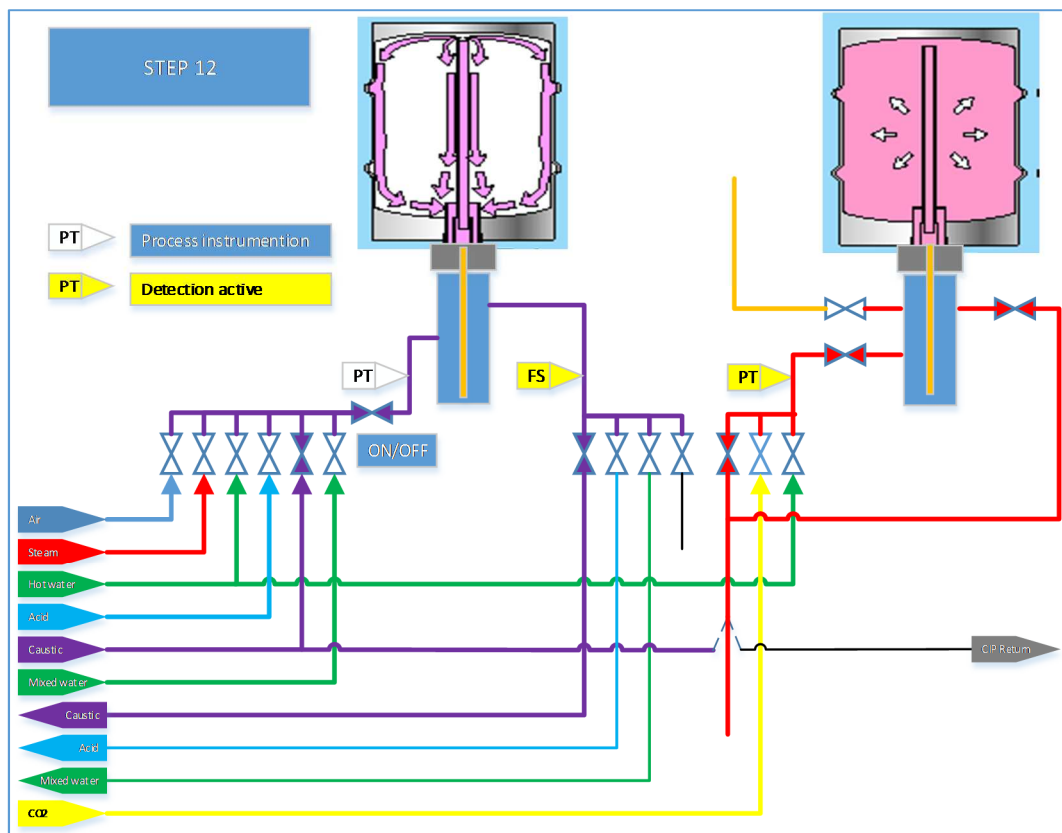 STEP 12
PT
Process instrumention
PT
Detection active
PT
FS
PT
ON/OFF
Air
Steam
Hot water
Acid
Caustic
CIP Return
Mixed water
Caustic
Acid
Mixed water
CO2